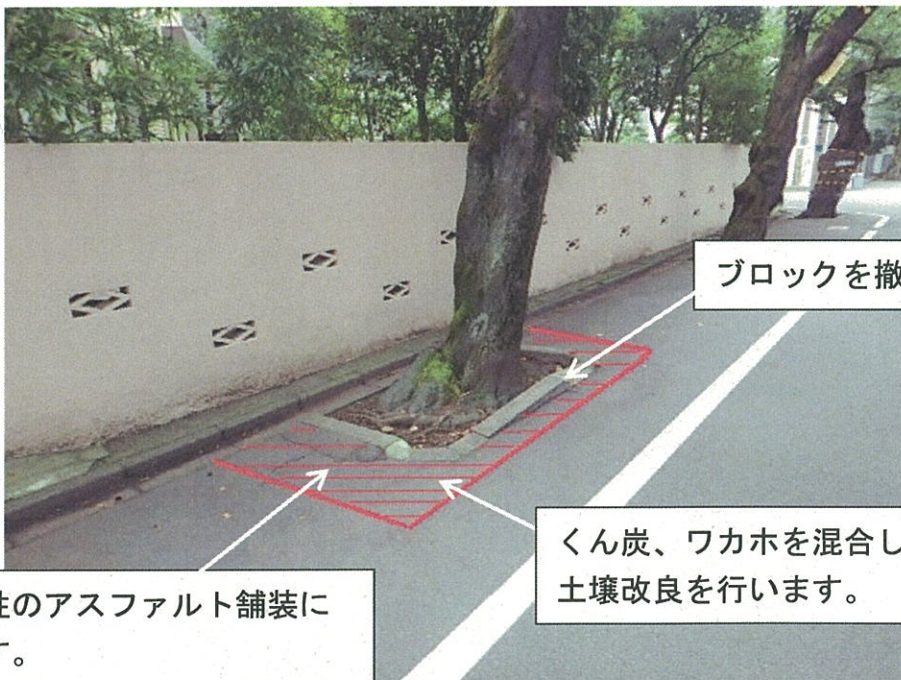 ブロックを撤
くん炭、ワカホを混合し
土壌改良を行います。
性のアスファルト舗装に
す。